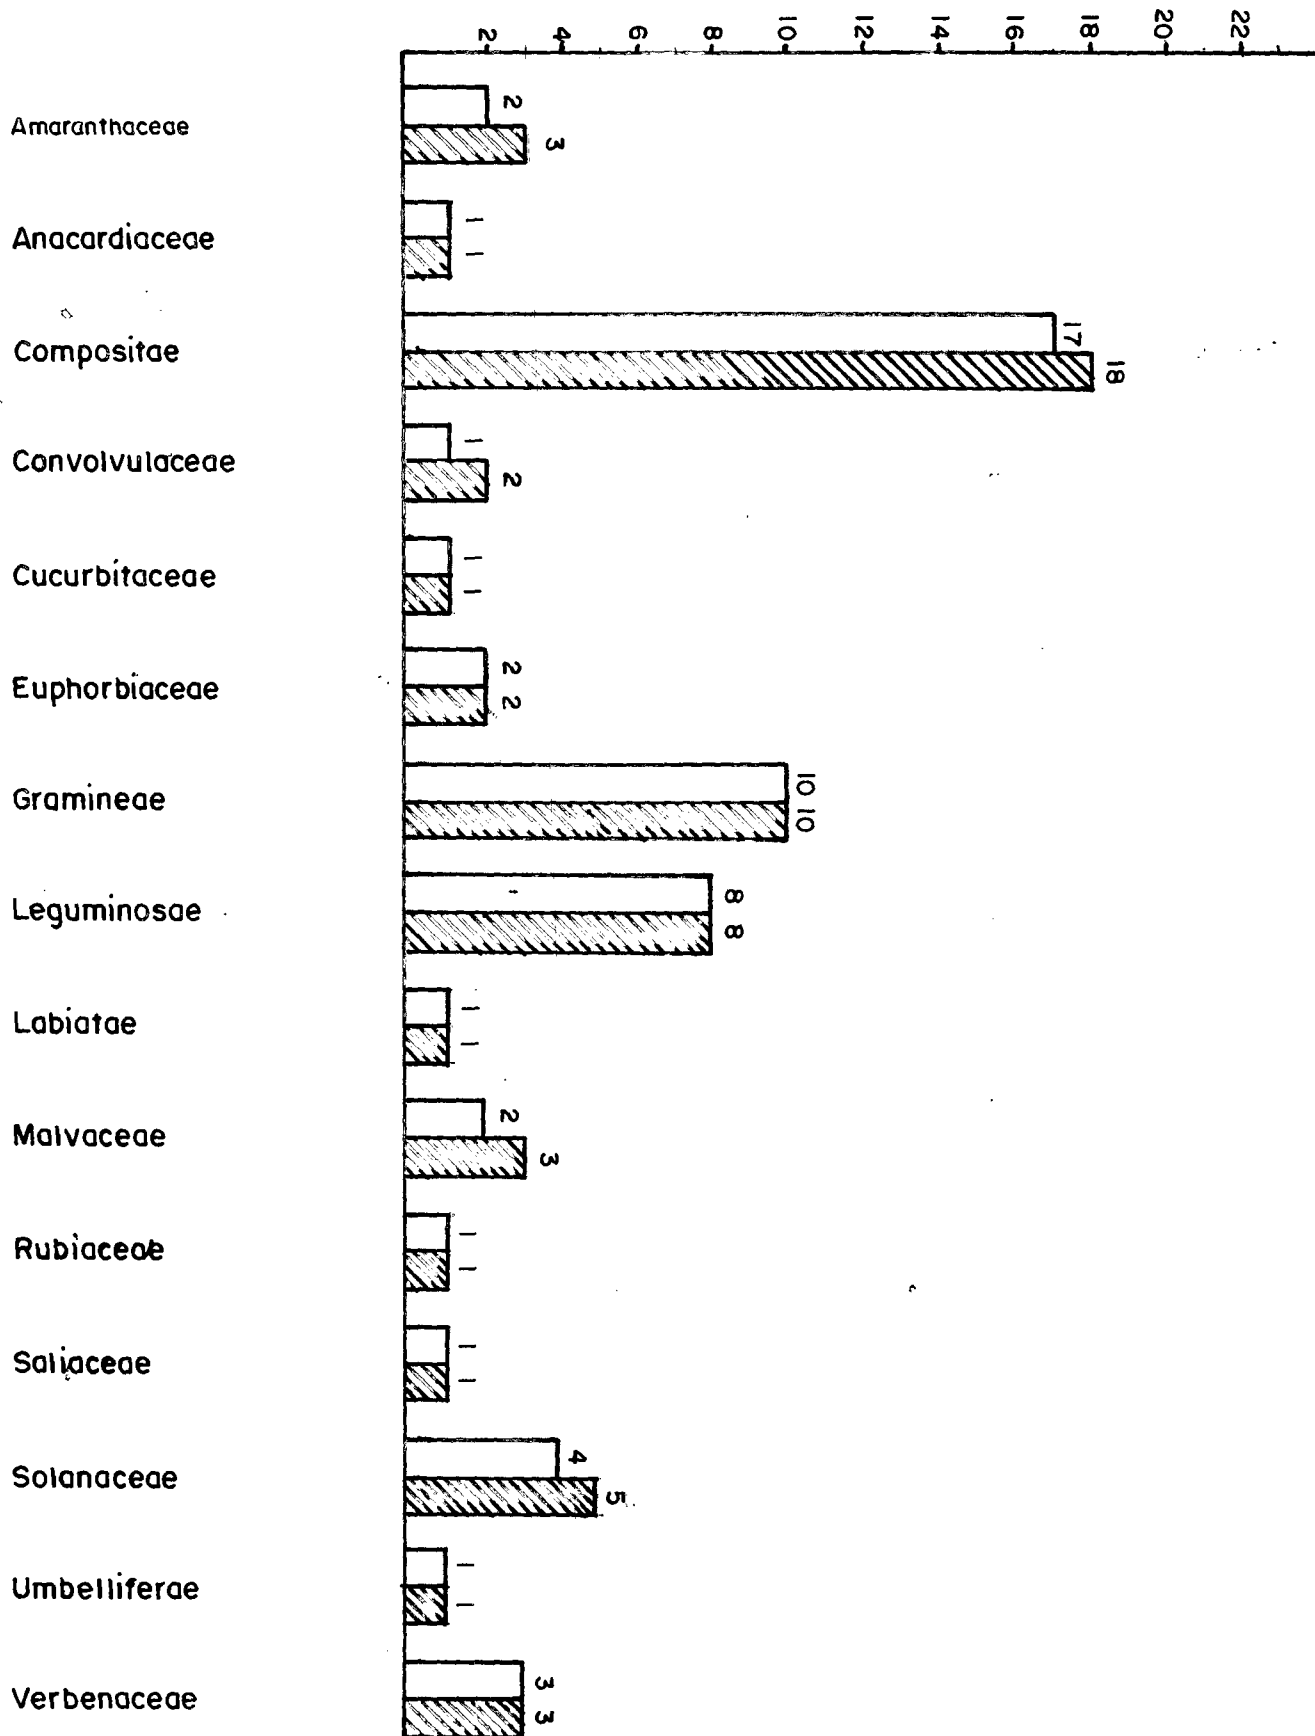 2 4 6 8 10 12 14 16 18 20 22
Amaranthaceae 2
3
Anacardiaceae 1
1
Compositae 17
18
Convolvulaceae 1
2
Cucurbitaceae 1
1
Euphorbiaceae 2
2
Gramineae 10
10
Leguminosae 8
8
Labiatae 1
1
Malvaceae 2
3
Rubiaceae 1
1
Saliaceae 1
1
Solanaceae 4
5
Umbelliferae 1
1
Verbenaceae 3
3